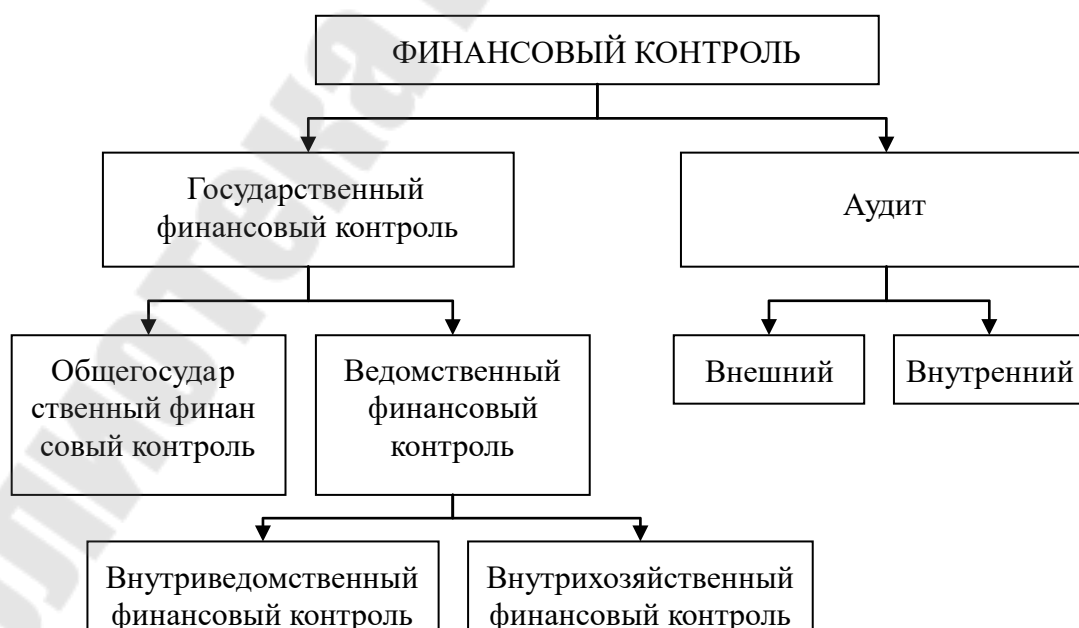 ФИНАНСОВЫЙ КОНТРОЛЬ
Государственный
финансовый контроль
Аудит
Общегосудар
ственный финан
совый контроль
Ведомственный
финансовый
контроль
Внешний
Внутренний
Внутриведомственный
финансовый контроль
Внутрихозяйственный
финансовый контроль